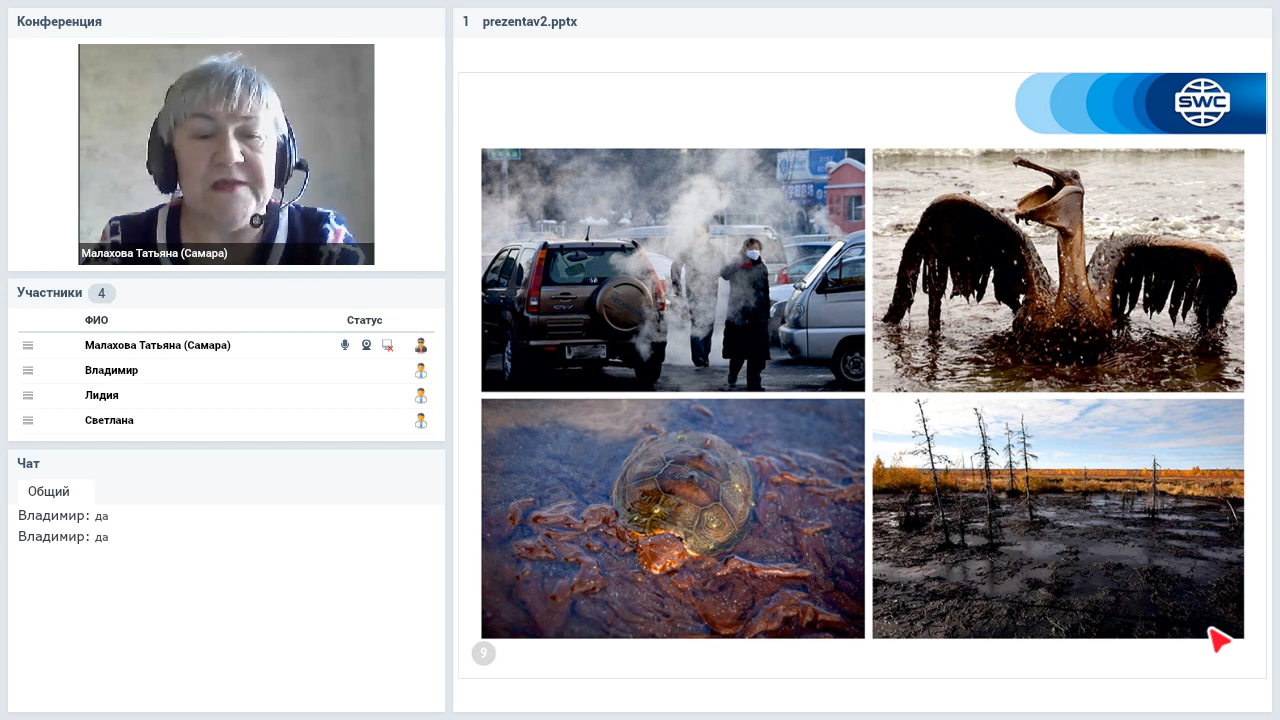 Конференция
Малахова Татьяна (Самара)
Участники 4
ФИО Статус
Малахова Татьяна (Самара)
Владимир
Лидия
Светлана
Чат
Общий
Владимир: да
Владимир: да
1 prezentav2.pptx
SWC
9